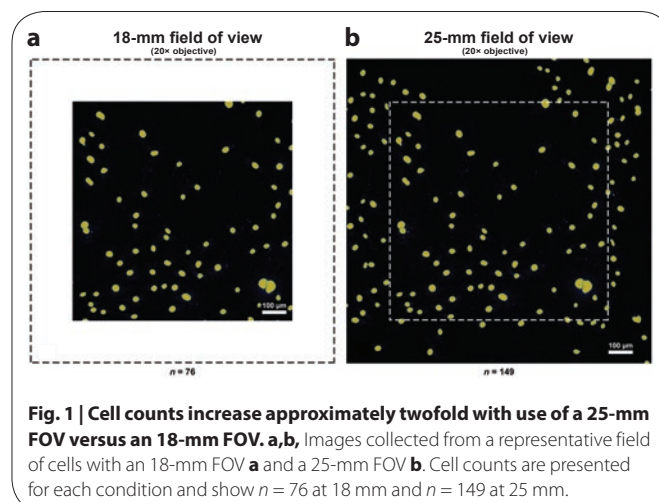 a
18-mm field of view
(20× objective)
b
25-mm field of view
(20× objective)
100 µm
100 µm
n = 76
n = 149
Fig. 1 | Cell counts increase approximately twofold with use of a 25-mm
FOV versus an 18-mm FOV. a,b, Images collected from a representative field
of cells with an 18-mm FOV a and a 25-mm FOV b. Cell counts are presented
for each condition and show n = 76 at 18 mm and n = 149 at 25 mm.